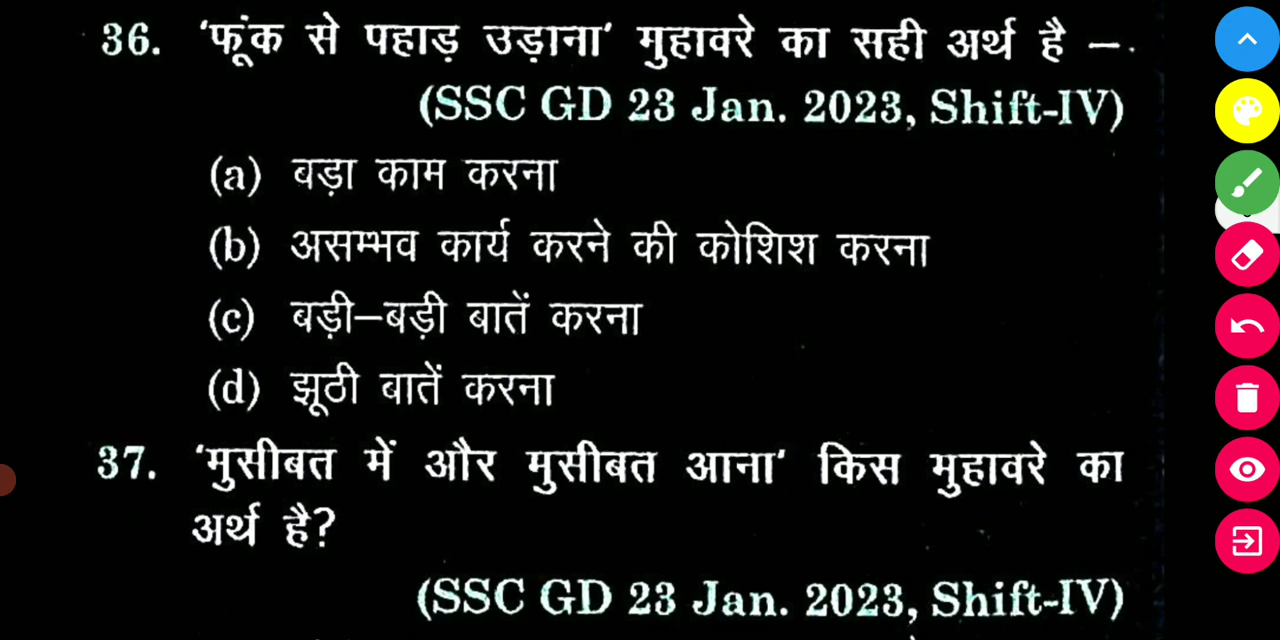 36. 'फूंक से पहाड़ उड़ाना' मुहावरे का सही अर्थ है –
(SSC GD 23 Jan. 2023, Shift-IV)
(a) बड़ा काम करना
(b) असम्भव कार्य करने की कोशिश करना
(c) बड़ी–बड़ी बातें करना
(d) झूठी बातें करना
37. 'मुसीबत में और मुसीबत आना' किस मुहावरे का
अर्थ है?
(SSC GD 23 Jan. 2023, Shift-IV)